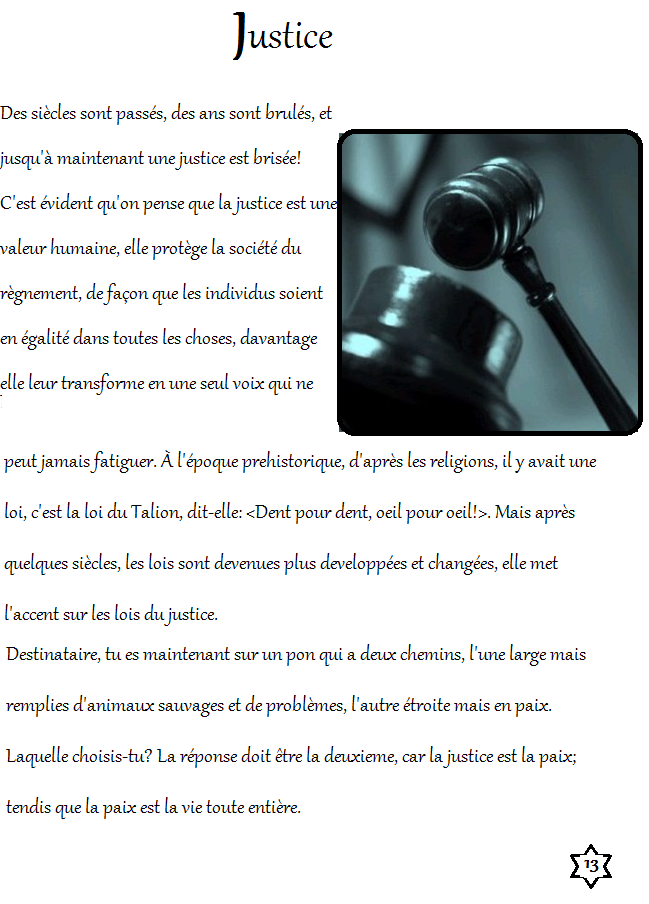 Justice
Des siècles sont passés, des ans sont brulés, et
jusqu'à maintenant une justice est brisée!
C'est évident qu'on pense que la justice est une
valeur humaine, elle protège la société du
règnement, de façon que les individus soient
en égalité dans toutes les choses, davantage
elle leur transforme en une seul voix qui ne
peut jamais fatiguer. À l'époque prehistorique, d'après les religions, il y avait une
loi, c'est la loi du Talion, dit-elle: <Dent pour dent, oeil pour oeil!>. Mais après
quelques siècles, les lois sont devenues plus developpées et changées, elle met
l'accent sur les lois du justice.
Destinataire, tu es maintenant sur un pon qui a deux chemins, l'une large mais
remplies d'animaux sauvages et de problèmes, l'autre étroite mais en paix.
Laquelle choisis-tu? La réponse doit être la deuxieme, car la justice est la paix;
tendis que la paix est la vie toute entière.
13